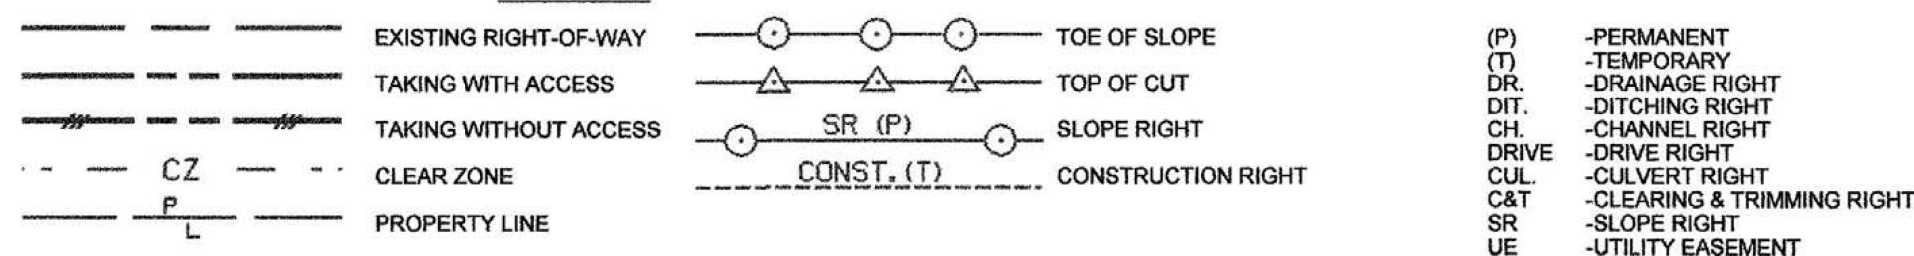 EXISTING RIGHT-OF-WAY
TAKING WITH ACCESS
TAKING WITHOUT ACCESS
CZ CLEAR ZONE
P L PROPERTY LINE
TOE OF SLOPE
TOP OF CUT
SR (P) SLOPE RIGHT
CONST. (T) CONSTRUCTION RIGHT
(P) -PERMANENT
(T) -TEMPORARY
DR. -DRAINAGE RIGHT
DIT. -DITCHING RIGHT
CH. -CHANNEL RIGHT
DRIVE -DRIVE RIGHT
CUL. -CULVERT RIGHT
C&T -CLEARING & TRIMMING RIGHT
SR -SLOPE RIGHT
UE -UTILITY EASEMENT